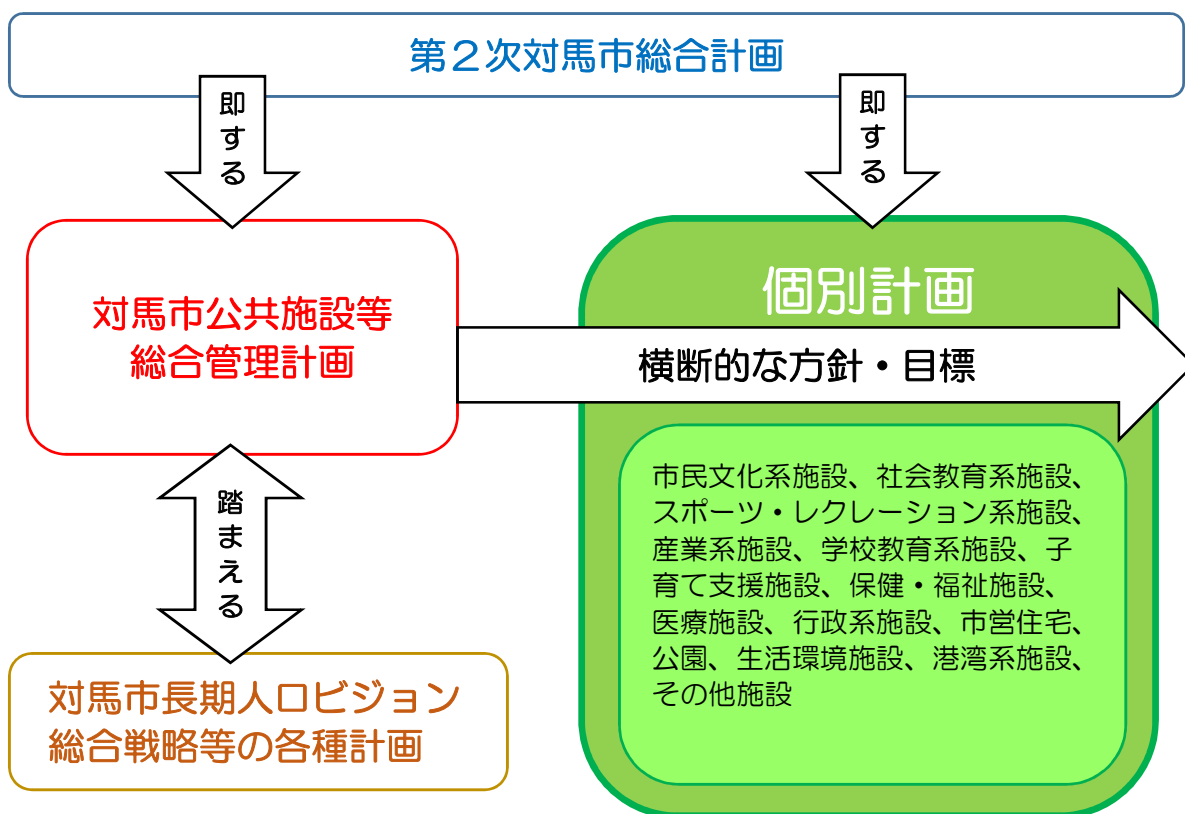 第２次対馬市総合計画
即する
即する
対馬市公共施設等
総合管理計画
個別計画
横断的な方針・目標
市民文化系施設、社会教育系施設、
スポーツ・レクレーション系施設、
産業系施設、学校教育系施設、子
育て支援施設、保健・福祉施設、
医療施設、行政系施設、市営住宅、
公園、生活環境施設、港湾系施設、
その他施設
踏まえる
対馬市長期人口ビジョン
総合戦略等の各種計画